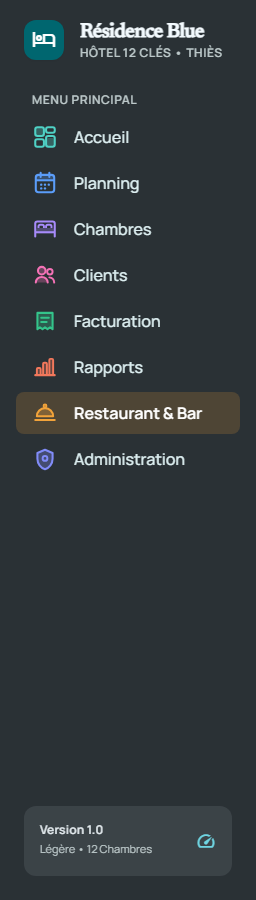 Résidence Blue
HÔTEL 12 CLÉS • THIÈS
MENU PRINCIPAL
Accueil
Planning
Chambres
Clients
Facturation
Rapports
Restaurant & Bar
Administration
Version 1.0
Légère • 12 Chambres